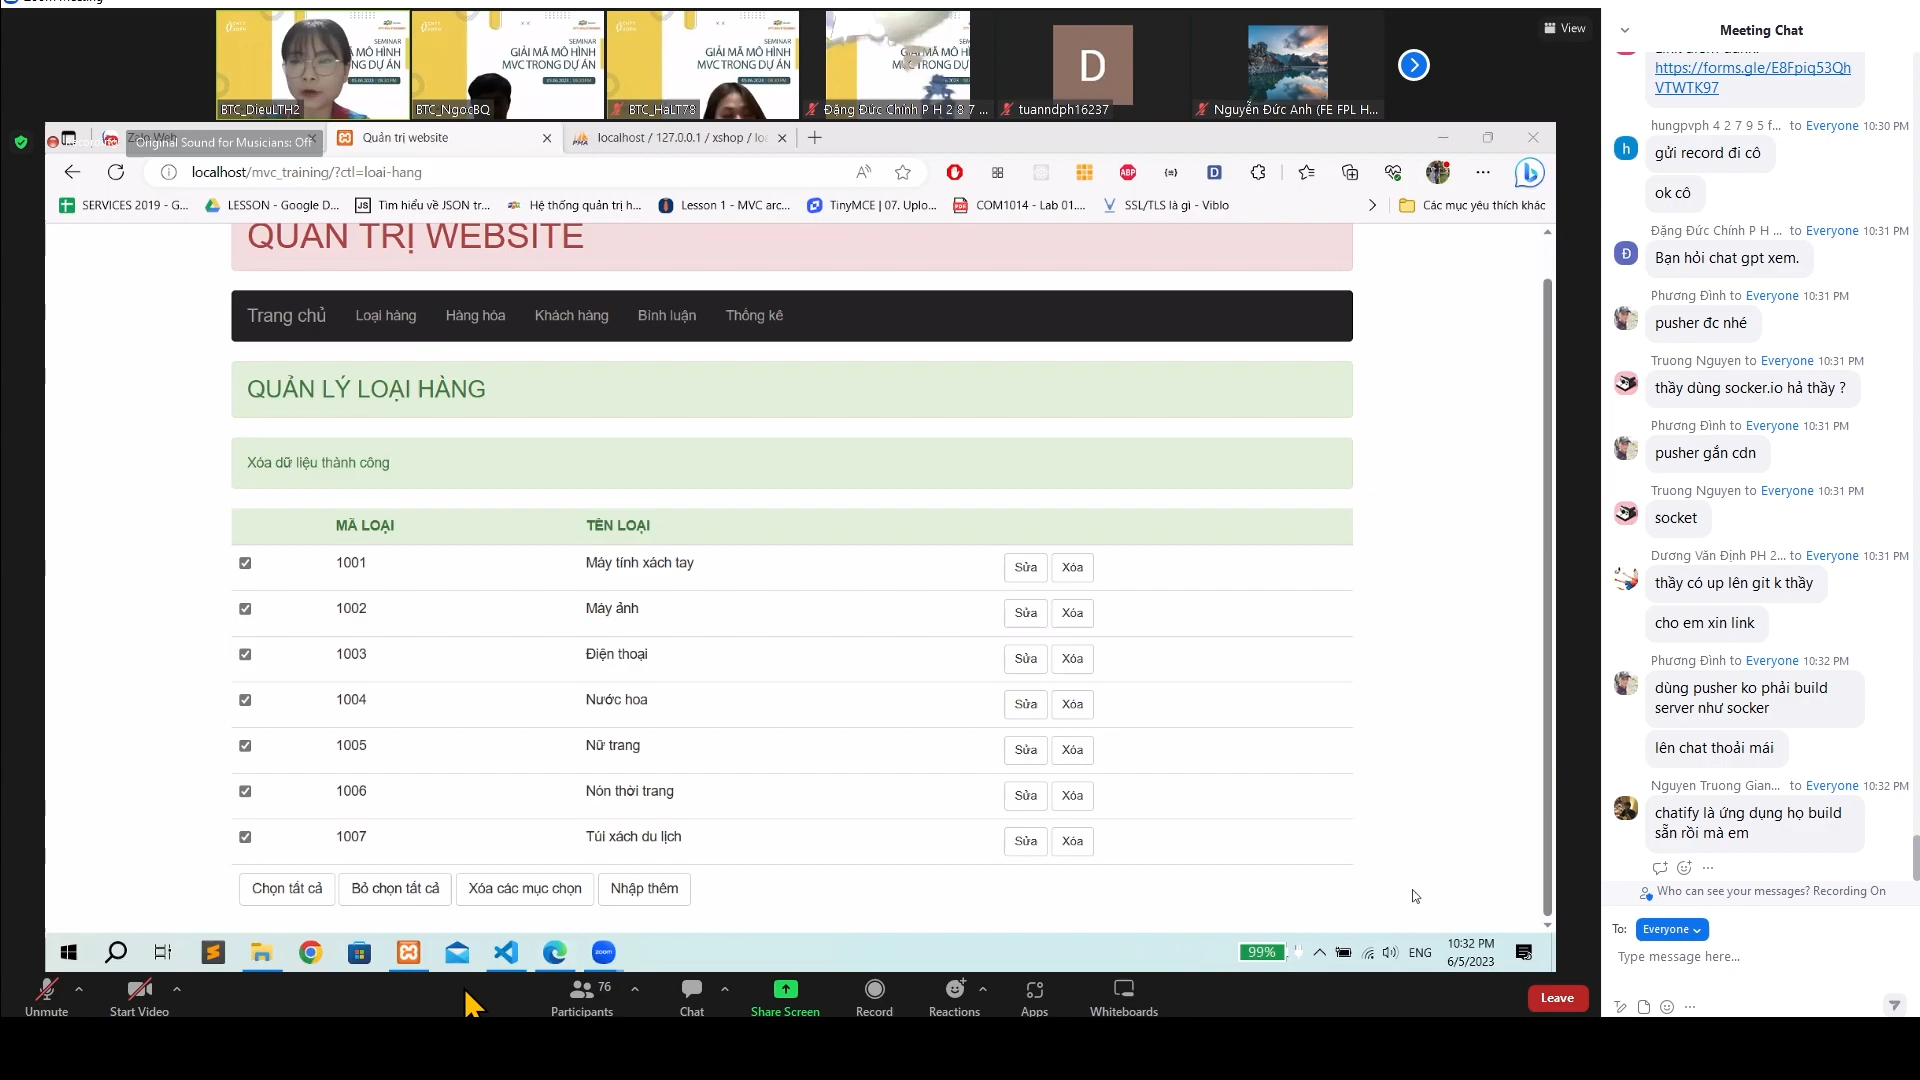 Zoom Meeting
SEMINAR
GIẢI MÃ MÔ HÌNH
MVC TRONG DỰ ÁN
BTC_DieuLTH2
BTC_NgocBQ
BTC_HaLT78
Đặng Đức Chính P H 2 8 7 ...
D
tuanndph16237
Nguyễn Đức Anh (FE FPL H...
View
Zalo Web
Original Sound for Musicians: Off
Quản trị website
localhost / 127.0.0.1 / xshop / loa
localhost/mvc_training/?ctl=loai-hang
SERVICES 2019 - G...
LESSON - Google D...
Tìm hiểu về JSON tr...
Hệ thống quản trị h...
Lesson 1 - MVC arc...
TinyMCE | 07. Uplo...
COM1014 - Lab 01....
SSL/TLS là gì - Viblo
Các mục yêu thích khác
QUẢN TRỊ WEBSITE
Trang chủ
Loại hàng
Hàng hóa
Khách hàng
Bình luận
Thống kê
QUẢN LÝ LOẠI HÀNG
Xóa dữ liệu thành công
MÃ LOẠI TÊN LOẠI
1001 Máy tính xách tay Sửa Xóa
1002 Máy ảnh Sửa Xóa
1003 Điện thoại Sửa Xóa
1004 Nước hoa Sửa Xóa
1005 Nữ trang Sửa Xóa
1006 Nón thời trang Sửa Xóa
1007 Túi xách du lịch Sửa Xóa
Chọn tất cả Bỏ chọn tất cả Xóa các mục chọn Nhập thêm
99%
ENG
10:32 PM
6/5/2023
Unmute
Start Video
76
Participants
Chat
Share Screen
Record
Reactions
Apps
Whiteboards
Leave
Meeting Chat
https://forms.gle/E8Fpiq53Qh
VTWTK97
hungpvph 4 2 7 9 5 f... to Everyone 10:30 PM
h
gửi record đi cô
ok cô
Đặng Đức Chính P H ... to Everyone 10:31 PM
Đ
Bạn hỏi chat gpt xem.
Phương Đình to Everyone 10:31 PM
pusher đc nhé
Truong Nguyen to Everyone 10:31 PM
thầy dùng socker.io hả thầy ?
Phương Đình to Everyone 10:31 PM
pusher gắn cdn
Truong Nguyen to Everyone 10:31 PM
socket
Dương Văn Định PH 2... to Everyone 10:31 PM
thầy có up lên git k thầy
cho em xin link
Phương Đình to Everyone 10:32 PM
dùng pusher ko phải build
server như socker
lên chat thoải mái
Nguyen Truong Gian... to Everyone 10:32 PM
chatify là ứng dụng họ build
sẵn rồi mà em
Who can see your messages? Recording On
To: Everyone
Type message here...